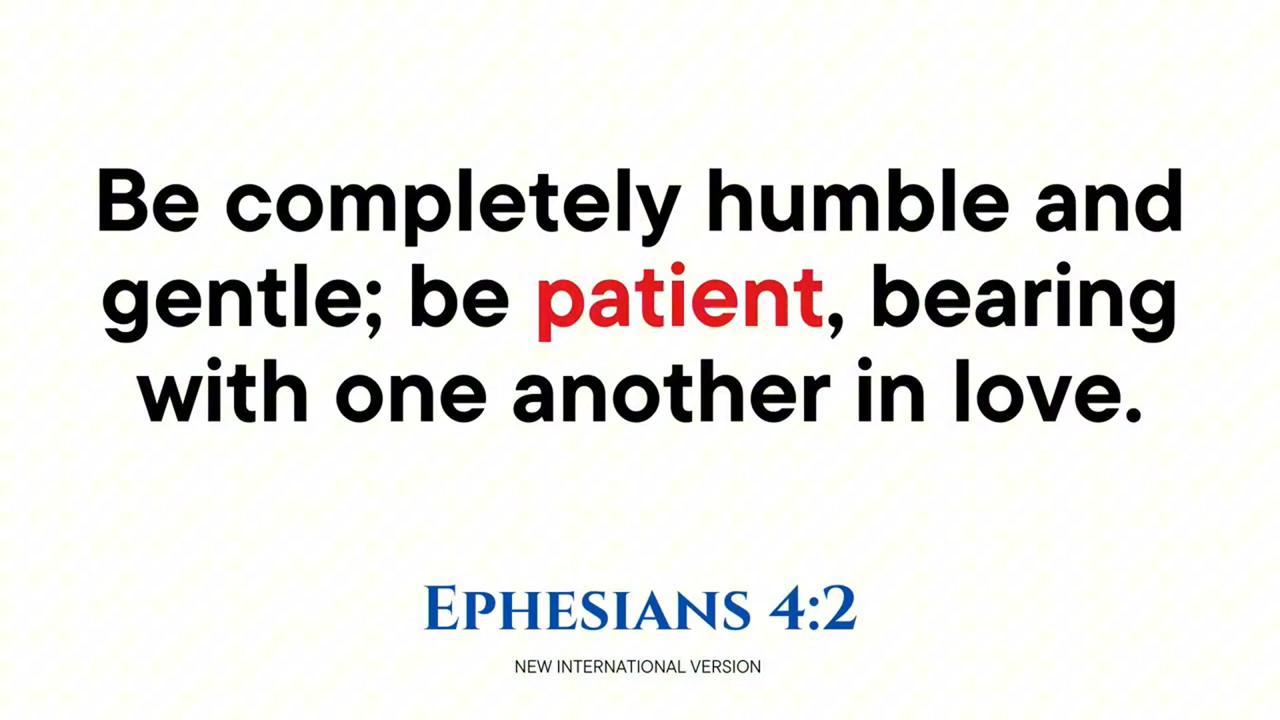 Be completely humble and
gentle; be patient, bearing
with one another in love.
EPHESIANS 4:2
NEW INTERNATIONAL VERSION